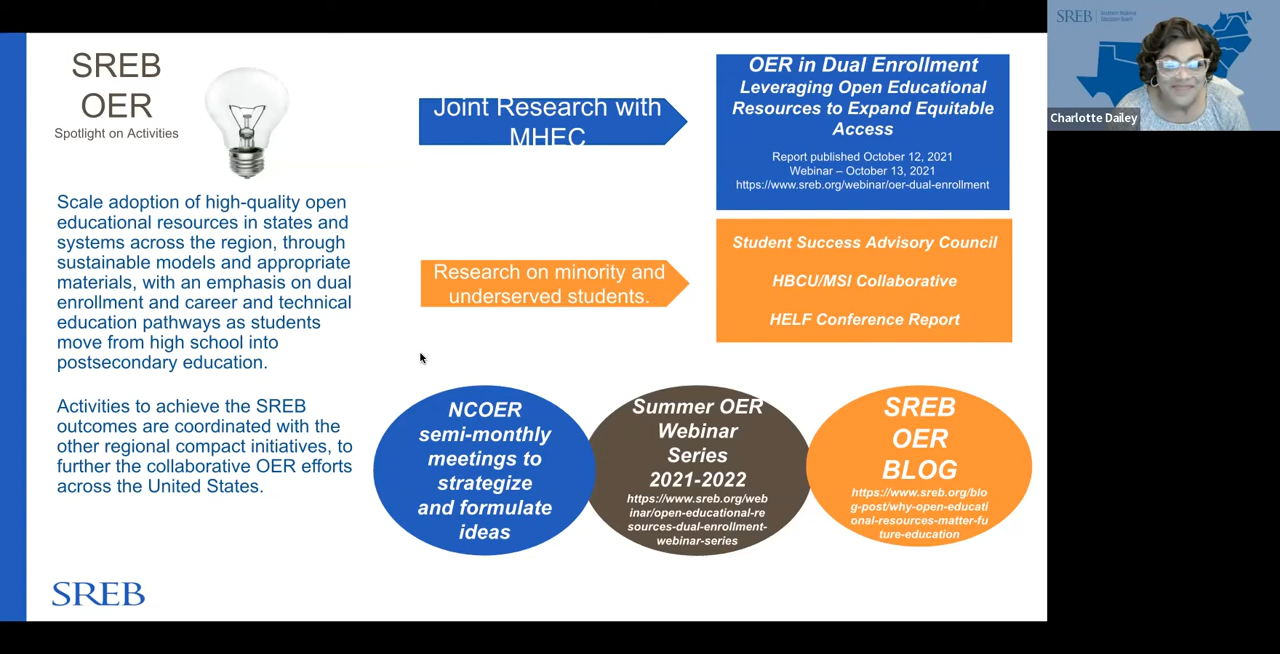 SREB
OER
Spotlight on Activities
Scale adoption of high-quality open
educational resources in states and
systems across the region, through
sustainable models and appropriate
materials, with an emphasis on dual
enrollment and career and technical
education pathways as students
move from high school into
postsecondary education.
Activities to achieve the SREB
outcomes are coordinated with the
other regional compact initiatives, to
further the collaborative OER efforts
across the United States.
SREB
Joint Research with
MHEC
OER in Dual Enrollment
Leveraging Open Educational
Resources to Expand Equitable
Access
Report published October 12, 2021
Webinar – October 13, 2021
https://www.sreb.org/webinar/oer-dual-enrollment
Research on minority and
underserved students.
Student Success Advisory Council
HBCU/MSI Collaborative
HELF Conference Report
NCOER
semi-monthly
meetings to
strategize
and formulate
ideas
Summer OER
Webinar
Series
2021-2022
https://www.sreb.org/web
inar/open-educational-re
sources-dual-enrollment-
webinar-series
SREB
OER
BLOG
https://www.sreb.org/blo
g-post/why-open-educati
onal-resources-matter-fu
ture-education
SREB
Southern Regional
Education Board
Charlotte Dailey